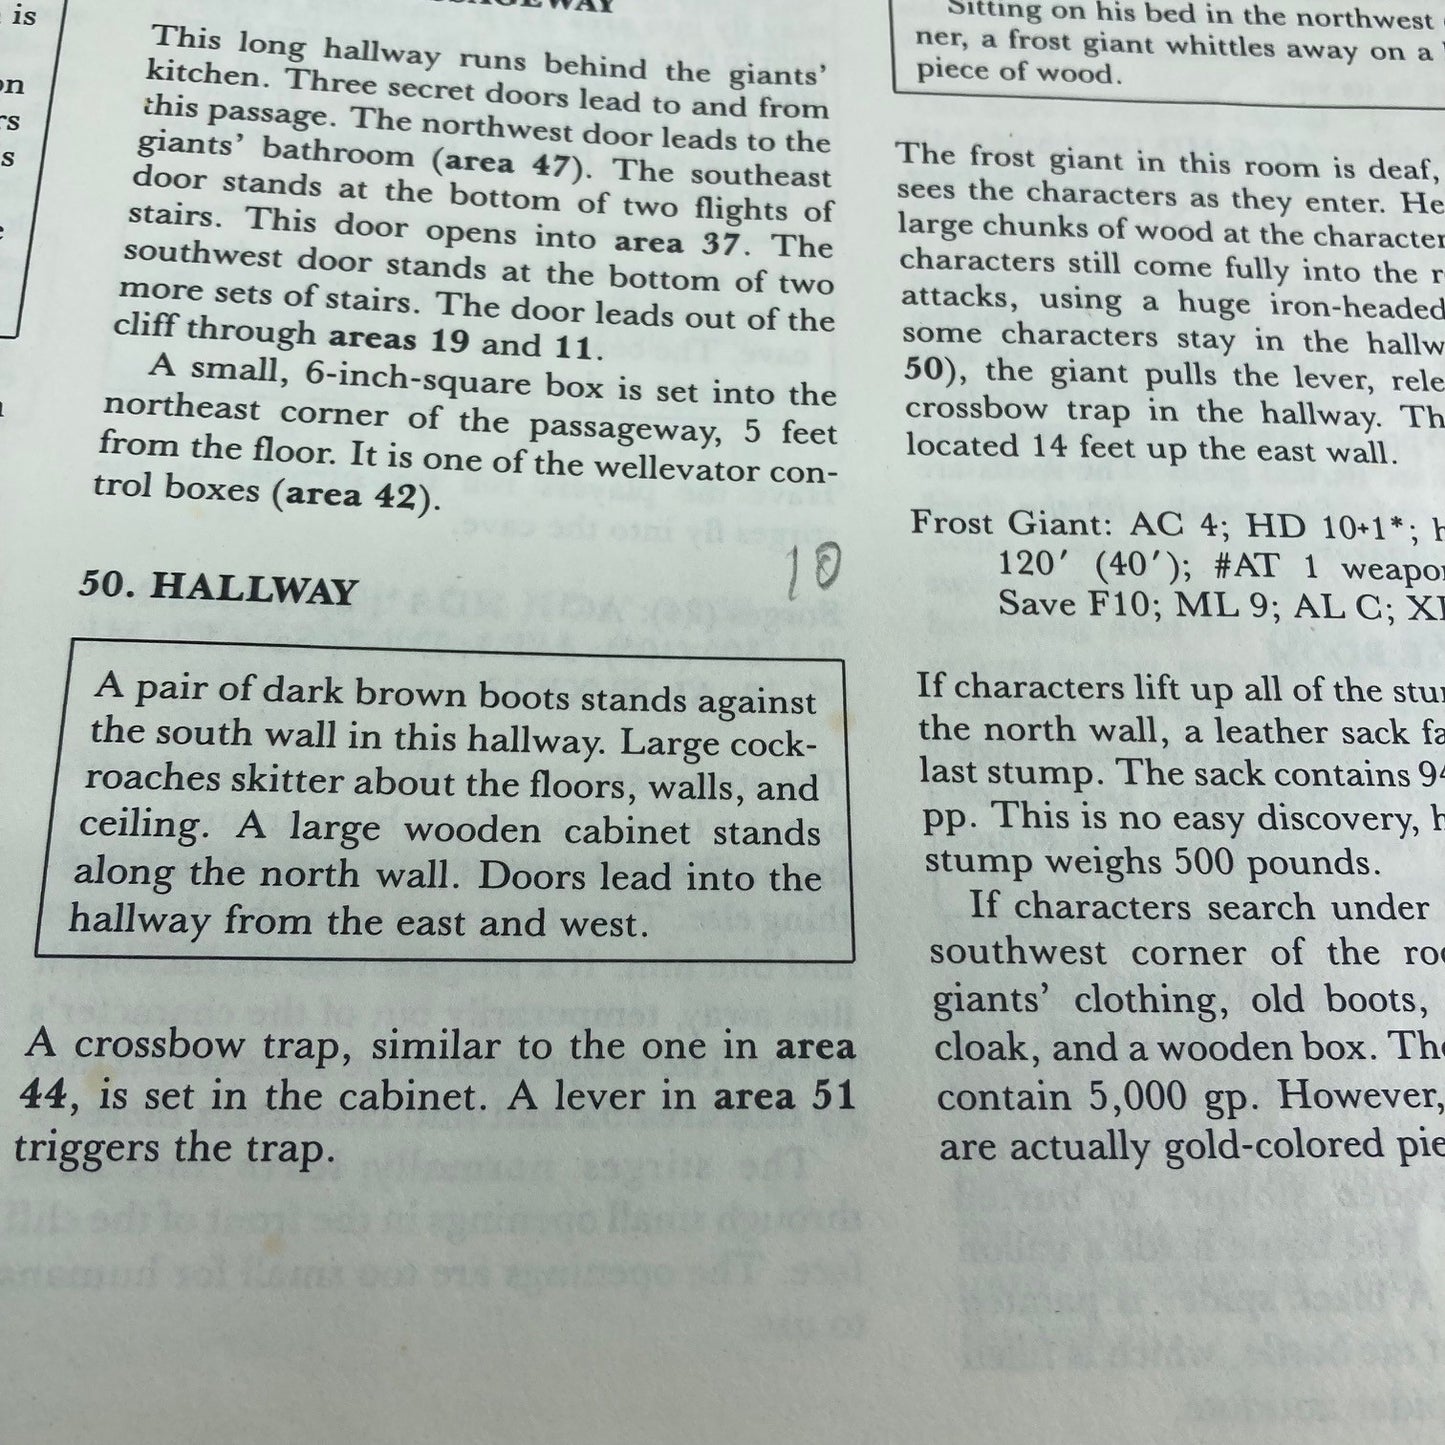 is
on
rs
s
This long hallway runs behind the giants'
kitchen. Three secret doors lead to and from
this passage. The northwest door leads to the
giants' bathroom (area 47). The southeast
door stands at the bottom of two flights of
stairs. This door opens into area 37. The
southwest door stands at the bottom of two
more sets of stairs. The door leads out of the
cliff through areas 19 and 11.
A small, 6-inch-square box is set into the
northeast corner of the passageway, 5 feet
from the floor. It is one of the wellevator con-
trol boxes (area 42).
10
50. HALLWAY
A pair of dark brown boots stands against
the south wall in this hallway. Large cock-
roaches skitter about the floors, walls, and
ceiling. A large wooden cabinet stands
along the north wall. Doors lead into the
hallway from the east and west.
A crossbow trap, similar to the one in area
44, is set in the cabinet. A lever in area 51
triggers the trap.
Sitting on his bed in the northwest
ner, a frost giant whittles away on a
piece of wood.
The frost giant in this room is deaf,
sees the characters as they enter. He
large chunks of wood at the character
characters still come fully into the r
attacks, using a huge iron-headed
some characters stay in the hallw
50), the giant pulls the lever, rele
crossbow trap in the hallway. Th
located 14 feet up the east wall.
Frost Giant: AC 4; HD 10+1*; h
120' (40'); #AT 1 weapo
Save F10; ML 9; AL C; XI
If characters lift up all of the stu
the north wall, a leather sack fa
last stump. The sack contains 94
pp. This is no easy discovery, h
stump weighs 500 pounds.
If characters search under
southwest corner of the roo
giants' clothing, old boots,
cloak, and a wooden box. The
contain 5,000 gp. However,
are actually gold-colored pie